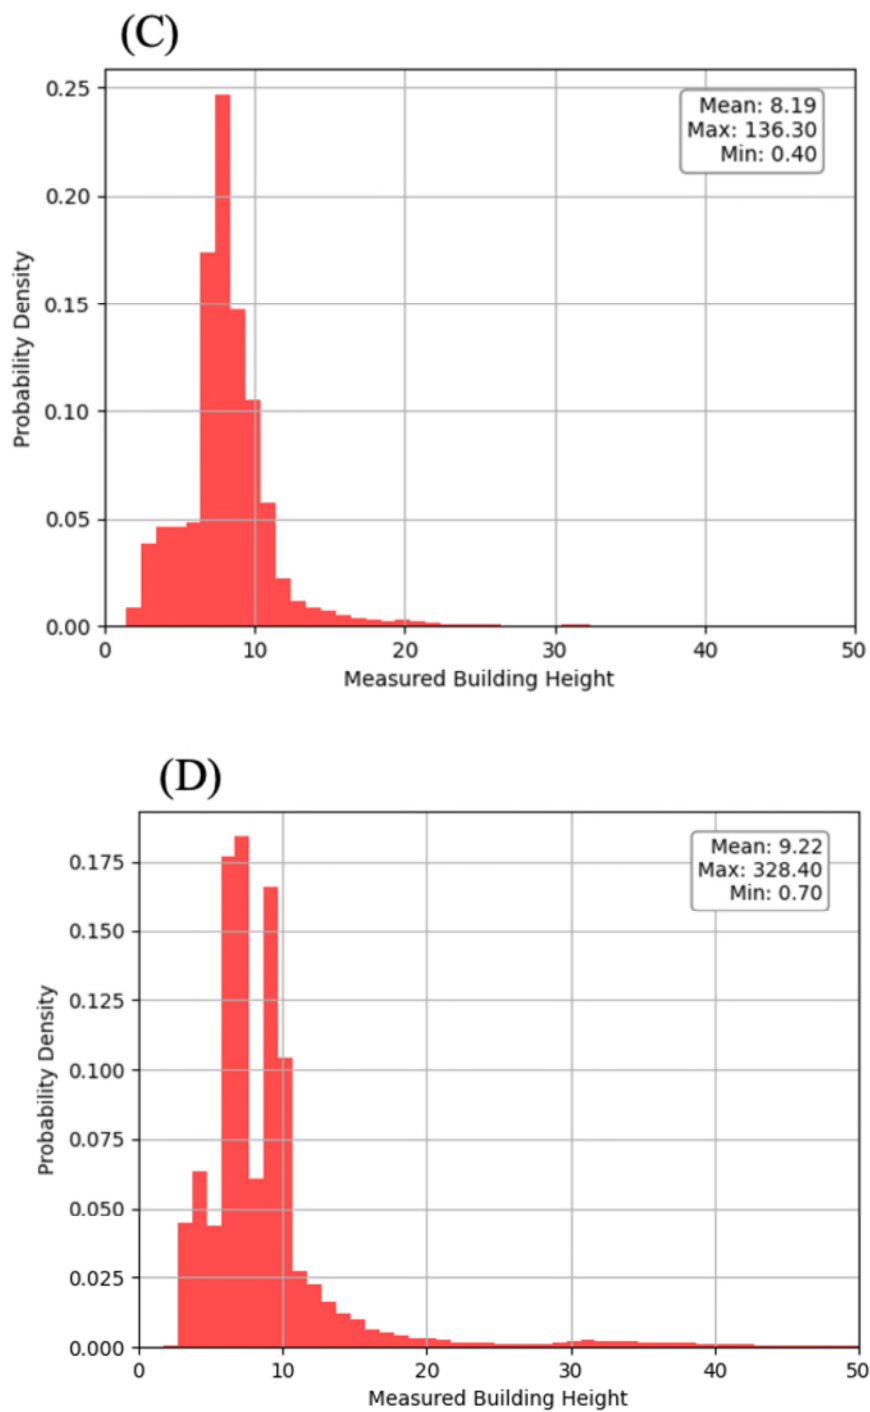 (C)
0.25
0.20
0.15
0.10
0.05
0.00
Probability Density
Mean: 8.19
Max: 136.30
Min: 0.40
0 10 20 30 40 50
Measured Building Height
(D)
0.175
0.150
0.125
0.100
0.075
0.050
0.025
0.000
Probability Density
Mean: 9.22
Max: 328.40
Min: 0.70
0 10 20 30 40 50
Measured Building Height